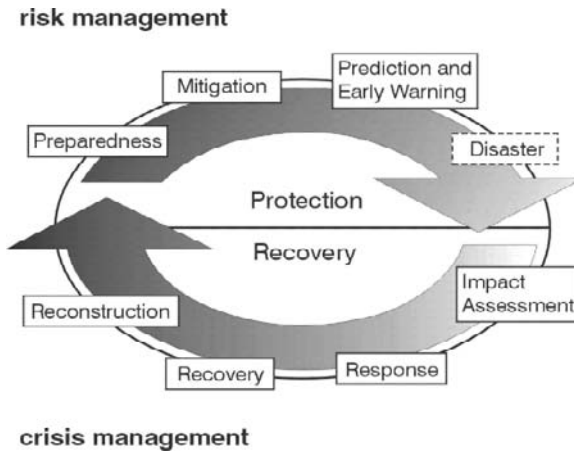 risk management
Mitigation
Prediction and
Early Warning
Preparedness
Disaster
Protection
Recovery
Impact
Assessment
Reconstruction
Recovery
Response
crisis management